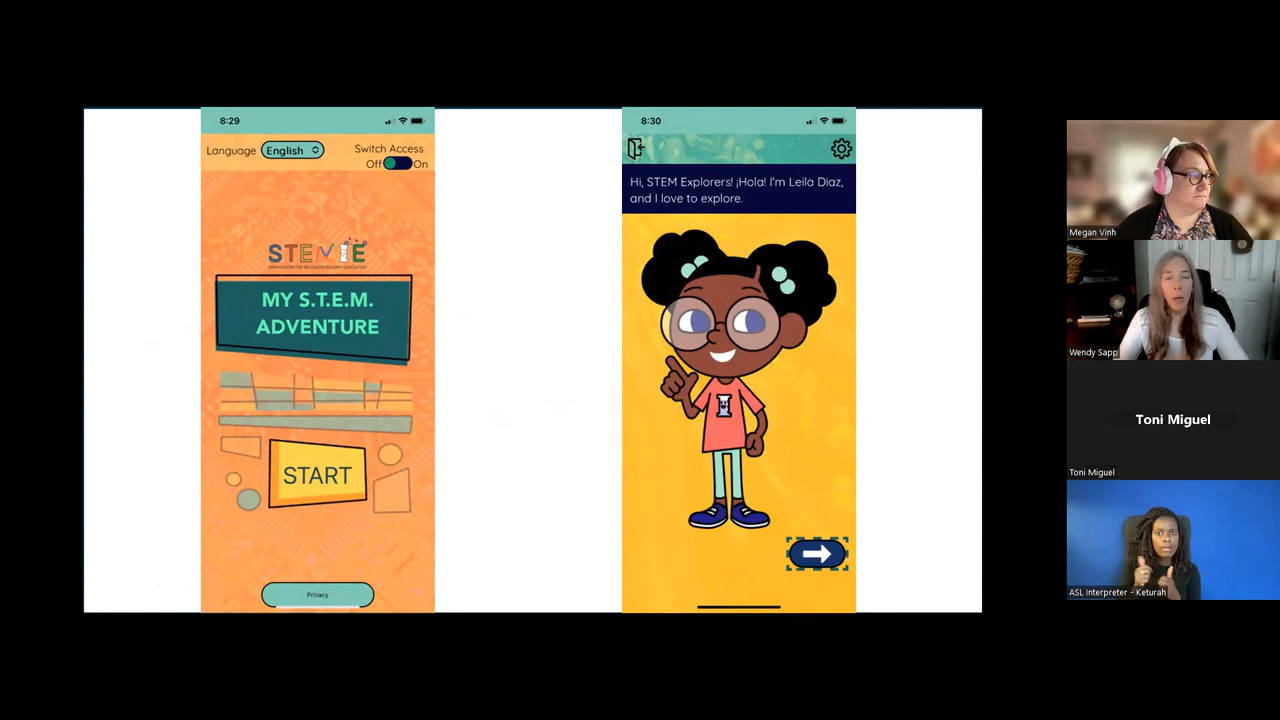 8:29
Language English
Switch Access
Off On
STEMIE
MY S.T.E.M.
ADVENTURE
START
Privacy
8:30
Hi, STEM Explorers! ¡Hola! I'm Leila Diaz,
and I love to explore.
Megan Vinh
Wendy Sapp
Toni Miguel
Toni Miguel
ASL Interpreter - Keturah